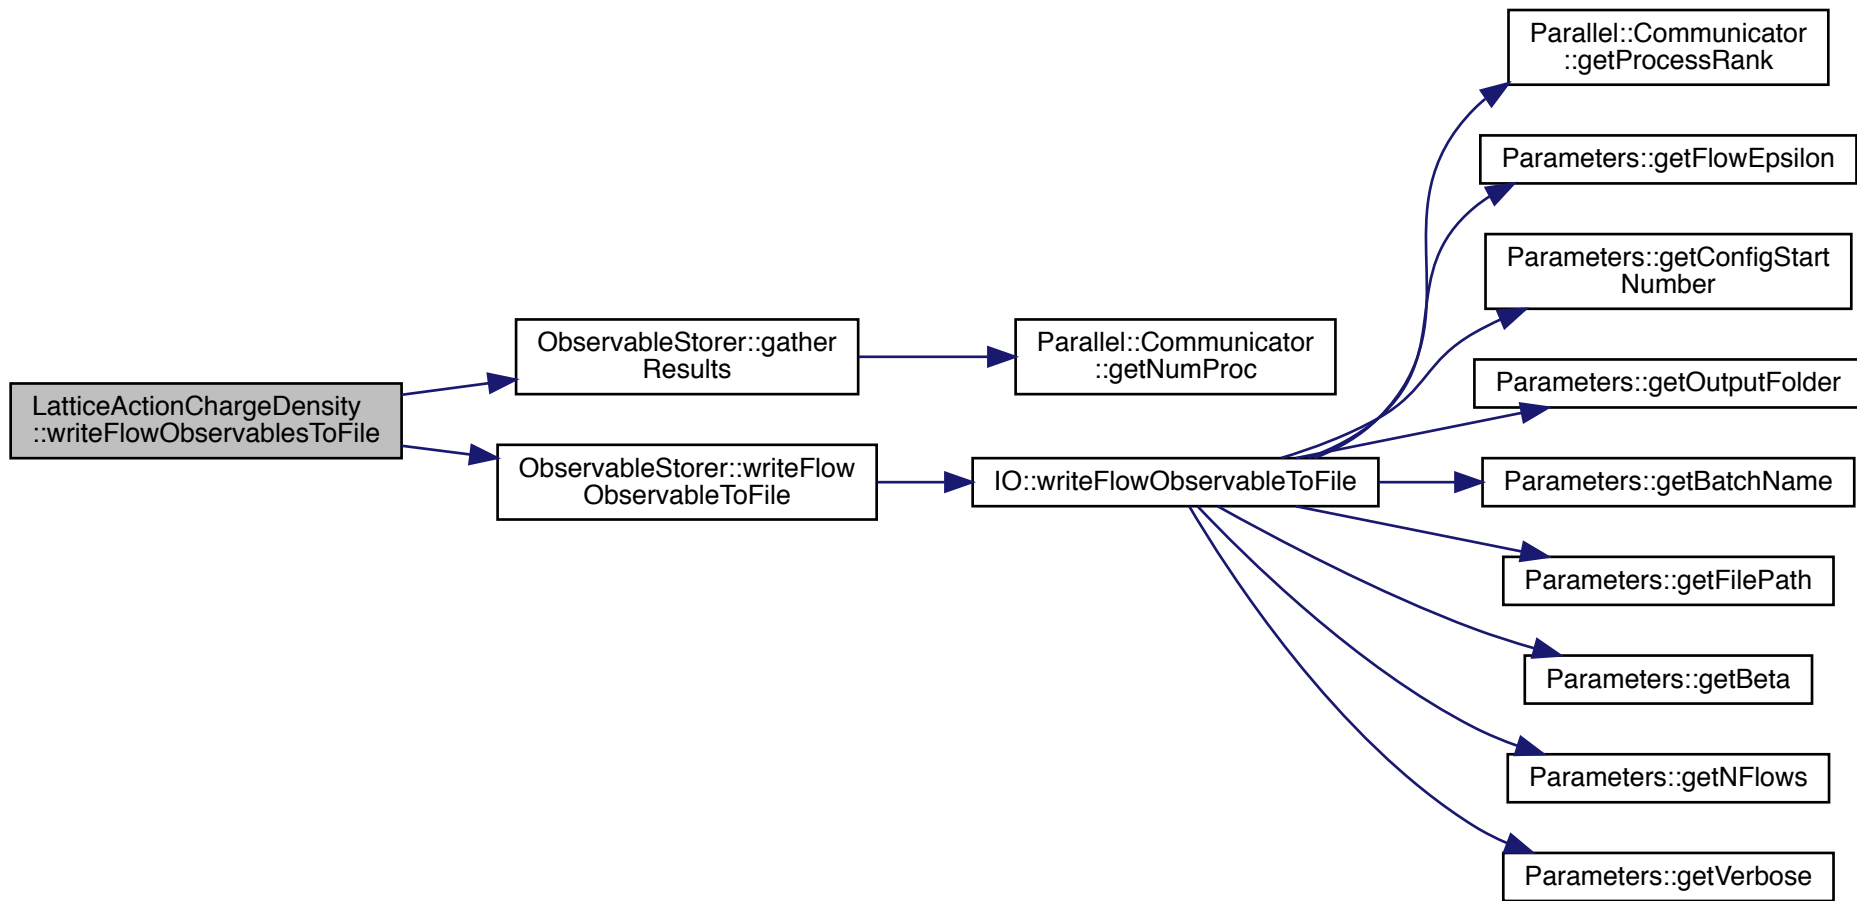 LatticeActionChargeDensity
::writeFlowObservablesToFile
ObservableStorer::gather
Results
ObservableStorer::writeFlow
ObservableToFile
Parallel::Communicator
::getNumProc
IO::writeFlowObservableToFile
Parallel::Communicator
::getProcessRank
Parameters::getFlowEpsilon
Parameters::getConfigStart
Number
Parameters::getOutputFolder
Parameters::getBatchName
Parameters::getFilePath
Parameters::getBeta
Parameters::getNFlows
Parameters::getVerbose